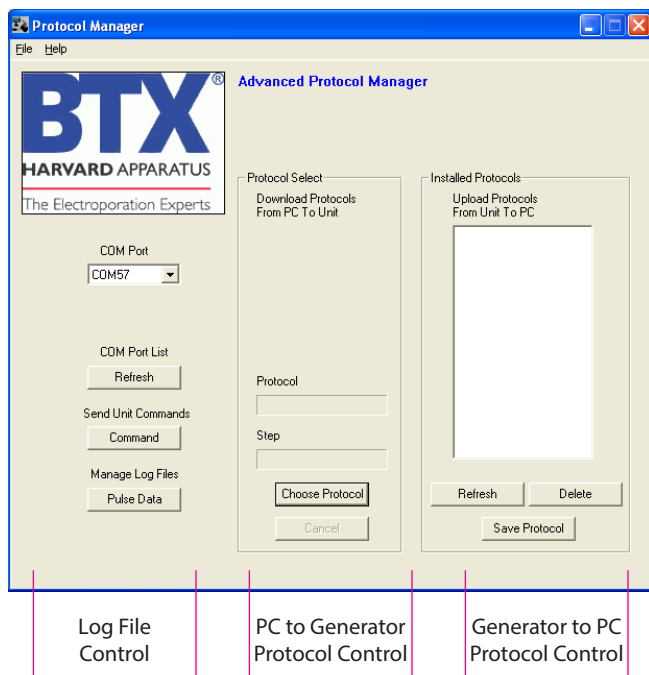 Protocol Manager
File Help
BTX®
HARVARD APPARATUS
The Electroporation Experts
COM Port
COM57
COM Port List
Refresh
Send Unit Commands
Command
Manage Log Files
Pulse Data
Advanced Protocol Manager
Protocol Select
Download Protocols
From PC To Unit
Protocol
Step
Choose Protocol
Cancel
Installed Protocols
Upload Protocols
From Unit To PC
Refresh Delete
Save Protocol
Log File
Control
PC to Generator
Protocol Control
Generator to PC
Protocol Control